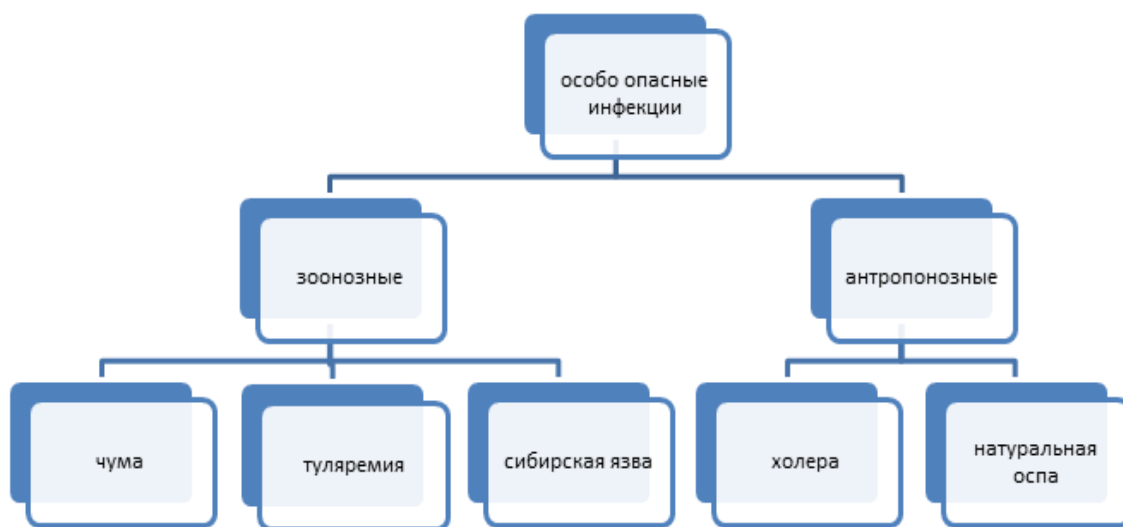 особо опасные
инфекции
зоонозные
антропонозные
чума
туляремия
сибирская язва
холера
натуральная
оспа